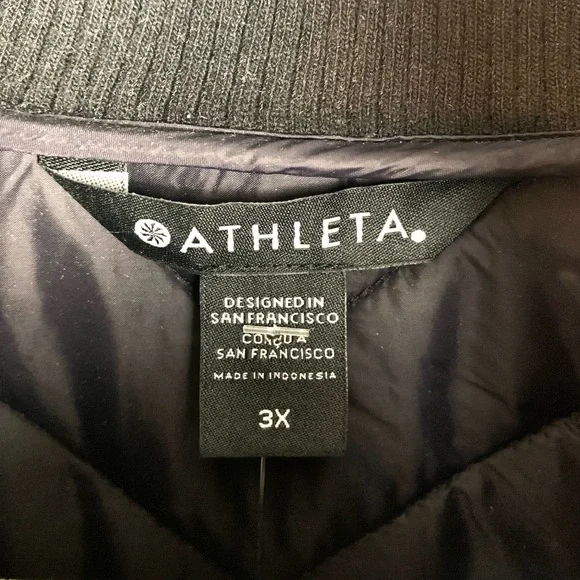 ATHLETA.
DESIGNED IN
SAN FRANCISCO
CONÇU A
SAN FRANCISCO
MADE IN INDONESIA
3X